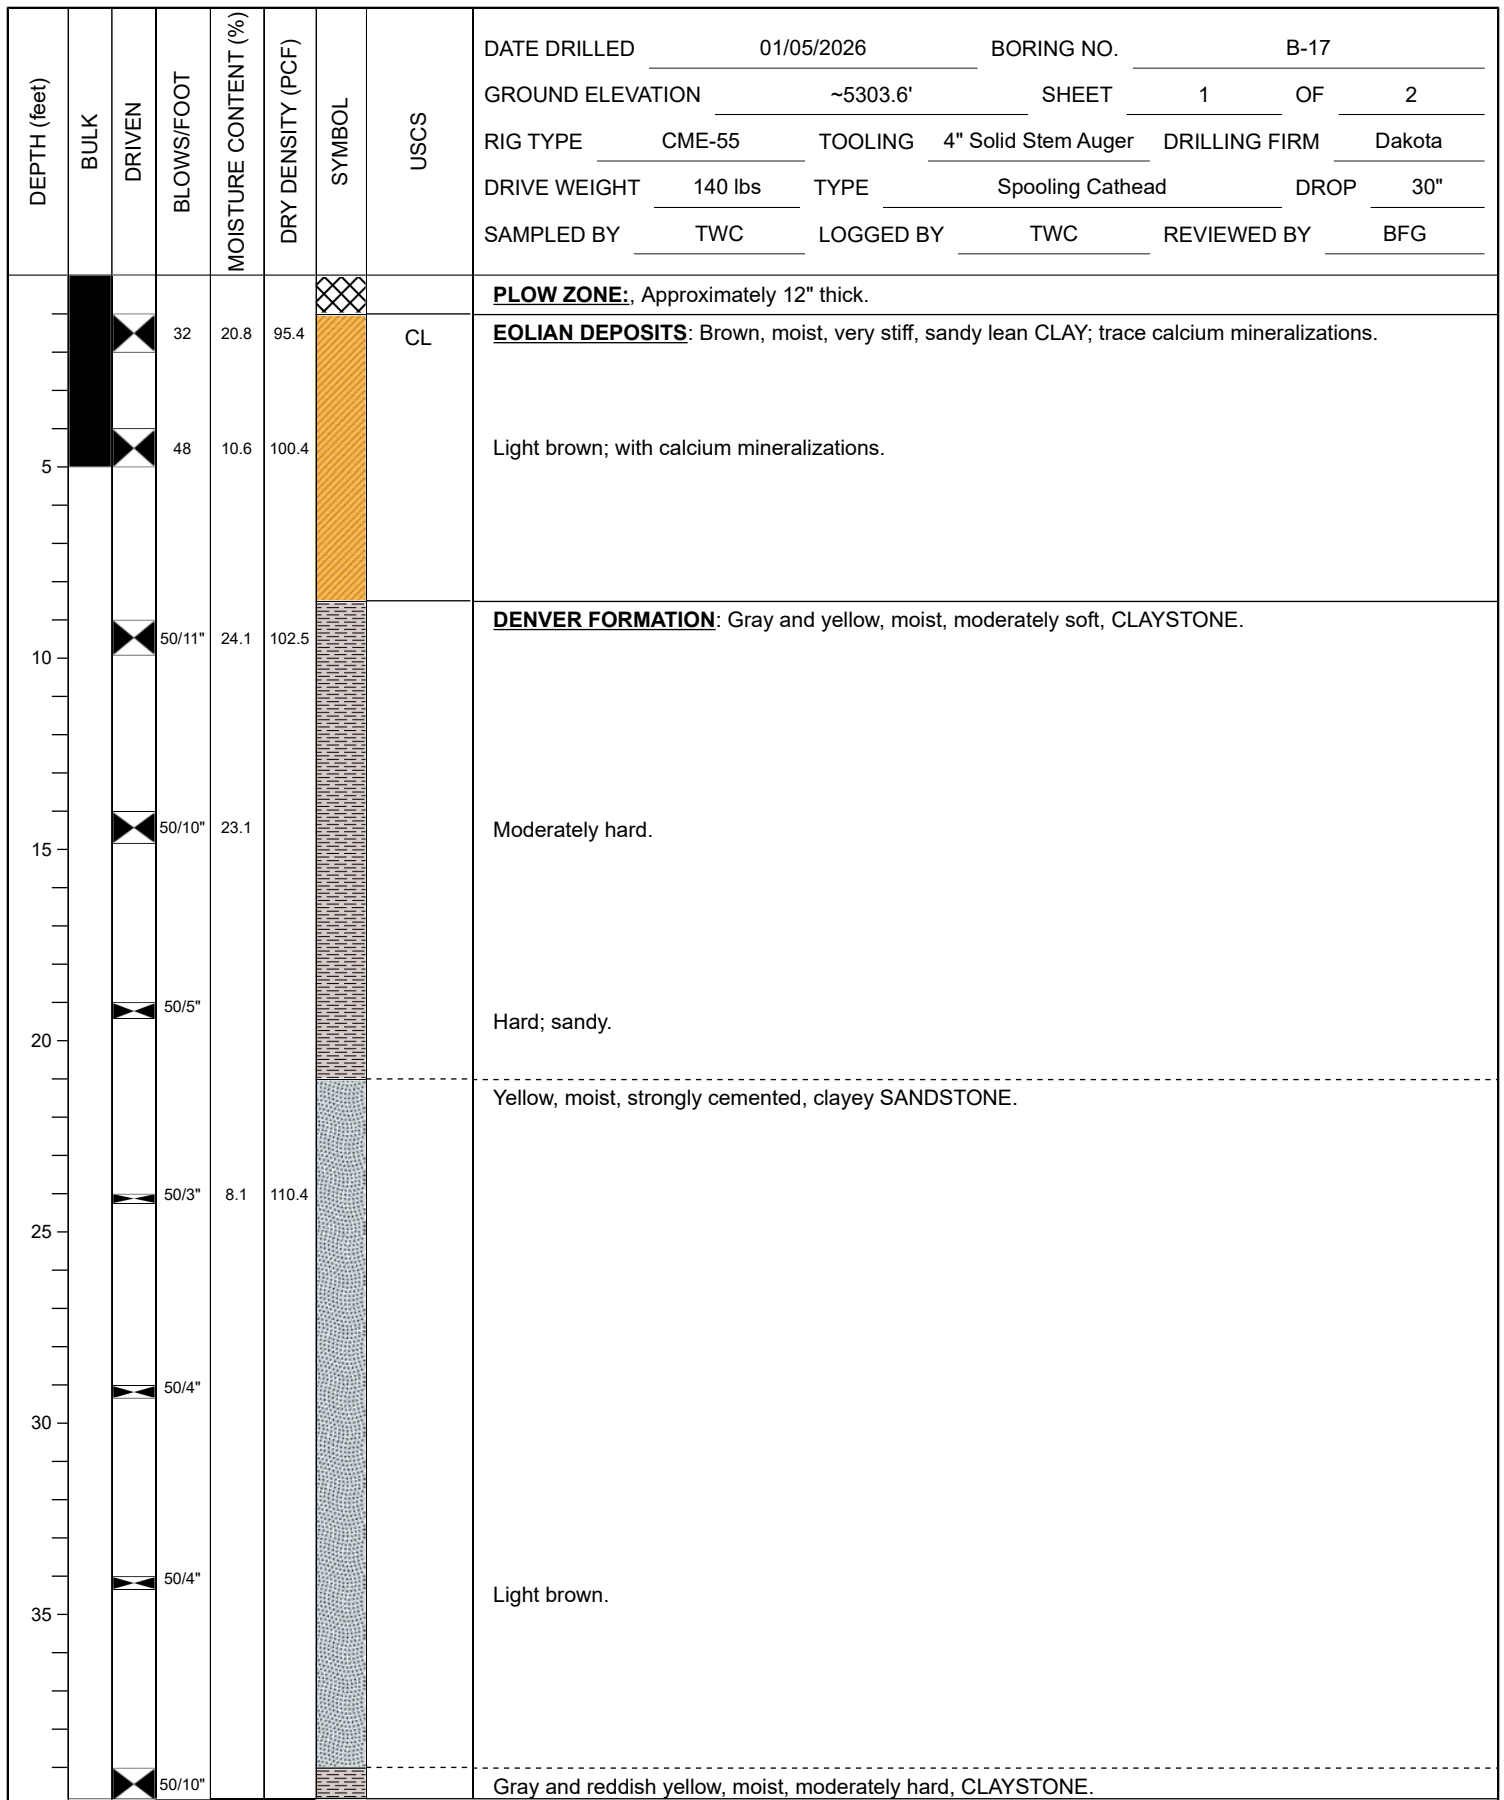 DEPTH (feet)
BULK
DRIVEN
BLOWS/FOOT
MOISTURE CONTENT (%)
DRY DENSITY (PCF)
SYMBOL
USCS
DATE DRILLED 01/05/2026 BORING NO. B-17
GROUND ELEVATION ~5303.6' SHEET 1 OF 2
RIG TYPE CME-55 TOOLING 4" Solid Stem Auger DRILLING FIRM Dakota
DRIVE WEIGHT 140 lbs TYPE Spooling Cathead DROP 30"
SAMPLED BY TWC LOGGED BY TWC REVIEWED BY BFG
PLOW ZONE:, Approximately 12" thick.
32 20.8 95.4 CL EOLIAN DEPOSITS: Brown, moist, very stiff, sandy lean CLAY; trace calcium mineralizations.
48 10.6 100.4 Light brown; with calcium mineralizations.
5
DENVER FORMATION: Gray and yellow, moist, moderately soft, CLAYSTONE.
50/11" 24.1 102.5
10
50/10" 23.1 Moderately hard.
15
50/5"
Hard; sandy.
20
Yellow, moist, strongly cemented, clayey SANDSTONE.
50/3" 8.1 110.4
25
50/4"
30
50/4"
Light brown.
35
50/10" Gray and reddish yellow, moist, moderately hard, CLAYSTONE.